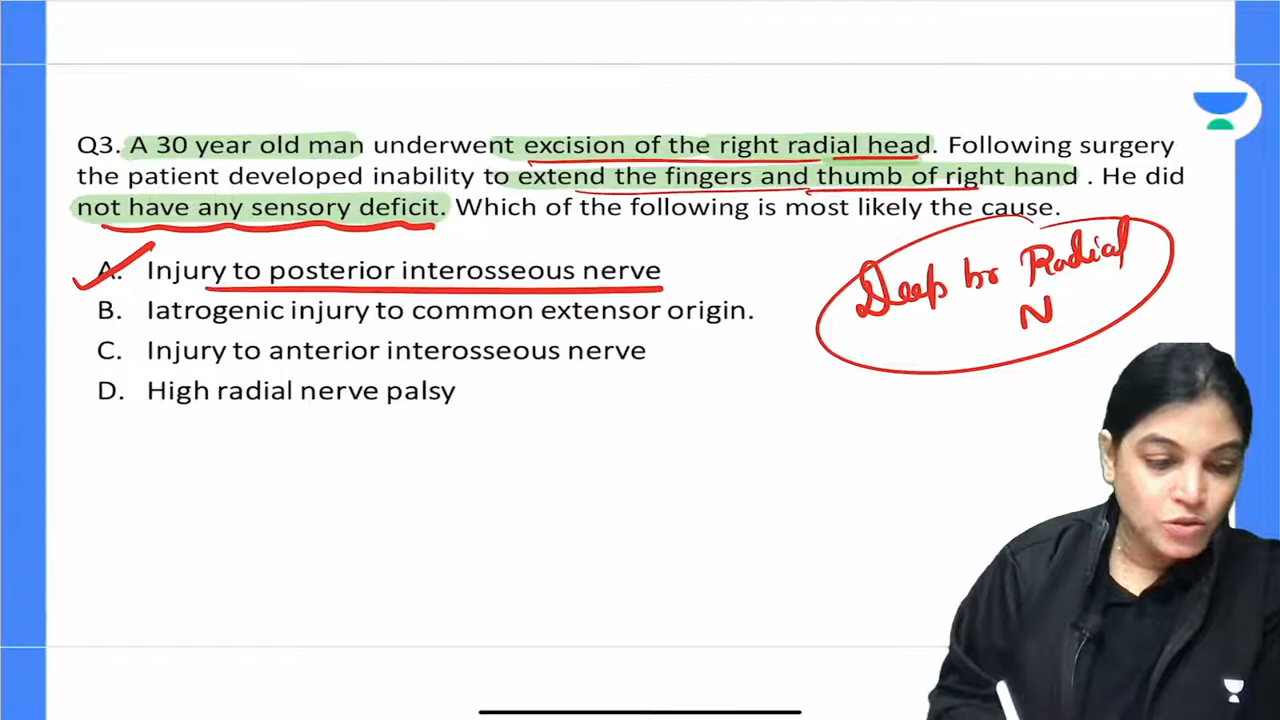 Q3. A 30 year old man underwent excision of the right radial head. Following surgery
the patient developed inability to extend the fingers and thumb of right hand . He did
not have any sensory deficit. Which of the following is most likely the cause.
A. Injury to posterior interosseous nerve
B. Iatrogenic injury to common extensor origin.
C. Injury to anterior interosseous nerve
D. High radial nerve palsy
Deep br Radial
N